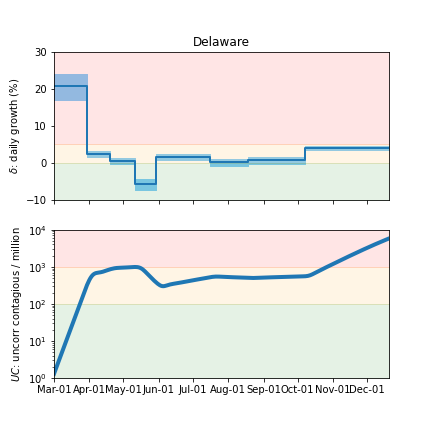 Delaware
30
20
10
0
−10
δ: daily growth (%)
10⁴
10³
10²
10¹
10⁰
UC: uncorr contagious / million
Mar-01 Apr-01 May-01 Jun-01 Jul-01 Aug-01 Sep-01 Oct-01 Nov-01 Dec-01